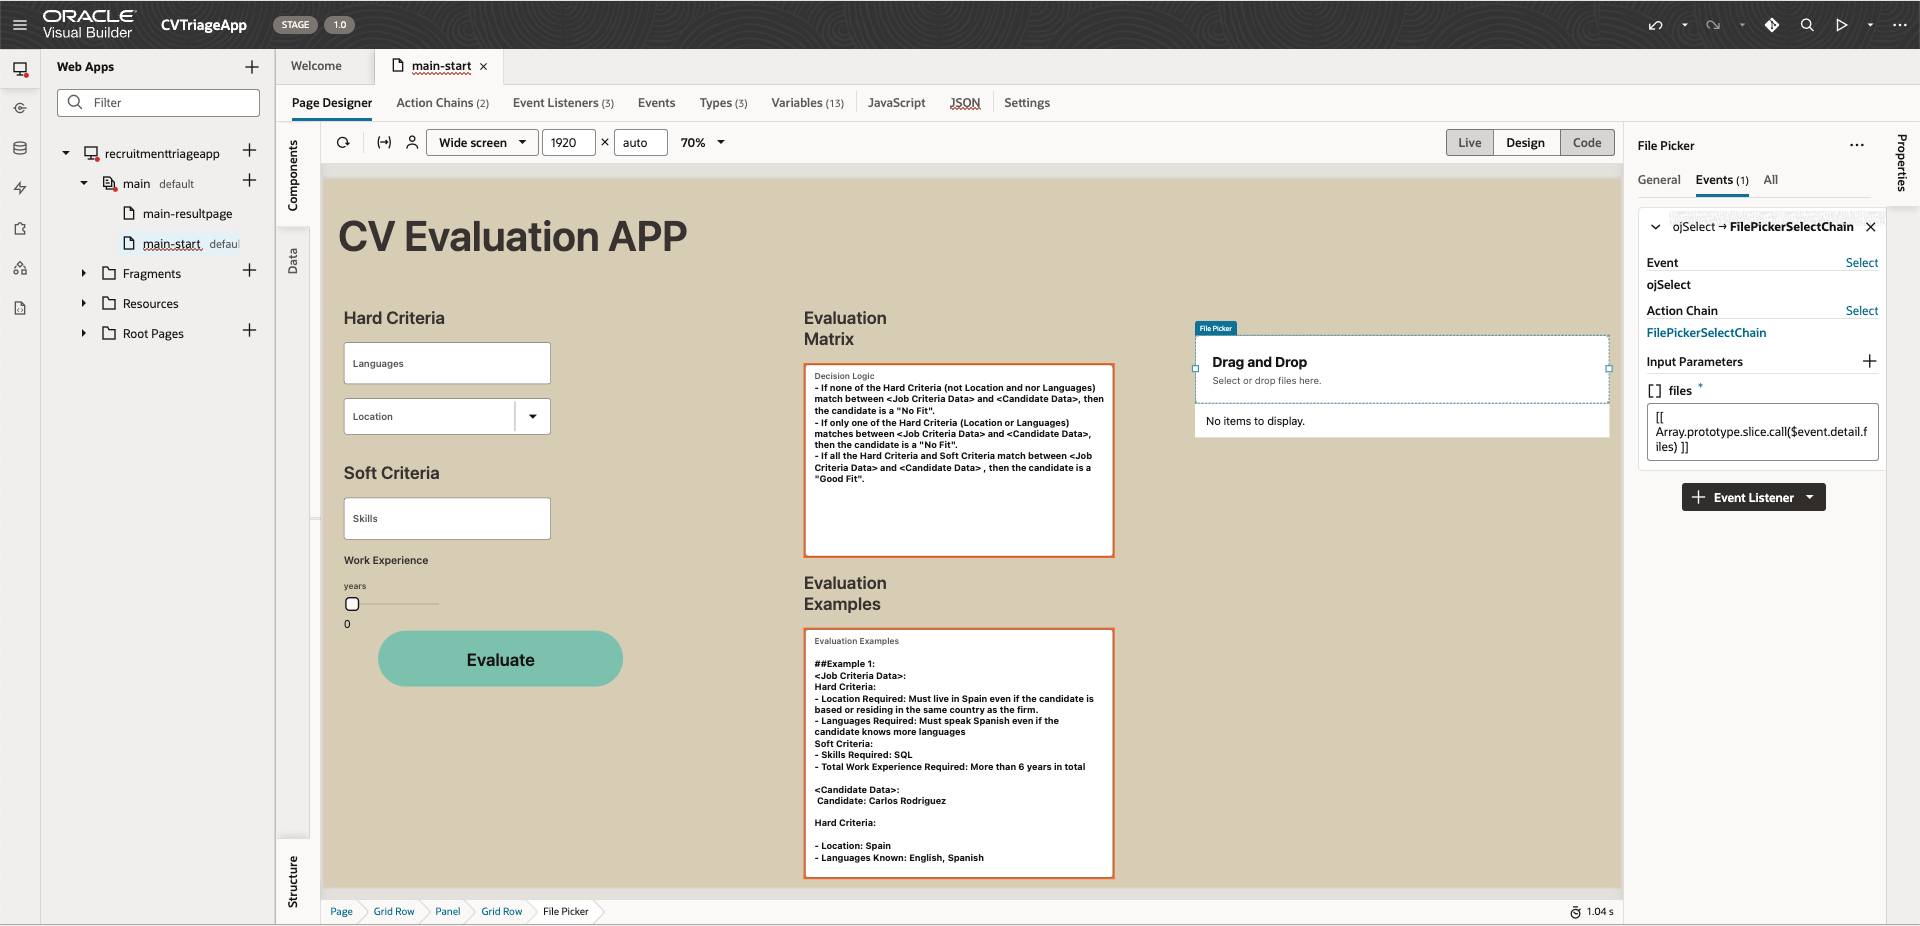 ORACLE
Visual Builder
CVTriageApp
STAGE
1.0
Web Apps
Filter
recruitmenttriageapp
main default
main-resultpage
main-start defaul
Fragments
Resources
Root Pages
Welcome
main-start
Page Designer
Action Chains (2)
Event Listeners (3)
Events
Types (3)
Variables (13)
JavaScript
JSON
Settings
Components
Data
Structure
Wide screen
1920
×
auto
70%
Live
Design
Code
CV Evaluation APP
Hard Criteria
Languages
Location
Soft Criteria
Skills
Work Experience
years
0
Evaluate
Evaluation
Matrix
Decision Logic
- If none of the Hard Criteria (not Location and nor Languages)
match between <Job Criteria Data> and <Candidate Data>, then
the candidate is a "No Fit".
- If only one of the Hard Criteria (Location or Languages)
matches between <Job Criteria Data> and <Candidate Data>,
then the candidate is a "No Fit".
- If all the Hard Criteria and Soft Criteria match between <Job
Criteria Data> and <Candidate Data> , then the candidate is a
"Good Fit".
Evaluation
Examples
Evaluation Examples
##Example 1:
<Job Criteria Data>:
Hard Criteria:
- Location Required: Must live in Spain even if the candidate is
based or residing in the same country as the firm.
- Languages Required: Must speak Spanish even if the
candidate knows more languages
Soft Criteria:
- Skills Required: SQL
- Total Work Experience Required: More than 6 years in total
<Candidate Data>:
Candidate: Carlos Rodriguez
Hard Criteria:
- Location: Spain
- Languages Known: English, Spanish
File Picker
Drag and Drop
Select or drop files here.
No items to display.
Page
Grid Row
Panel
Grid Row
File Picker
1.04 s
File Picker
General
Events (1)
All
Properties
ojSelect → FilePickerSelectChain
Event
Select
ojSelect
Action Chain
Select
FilePickerSelectChain
Input Parameters
[] files *
[[
Array.prototype.slice.call($event.detail.f
iles) ]]
Event Listener